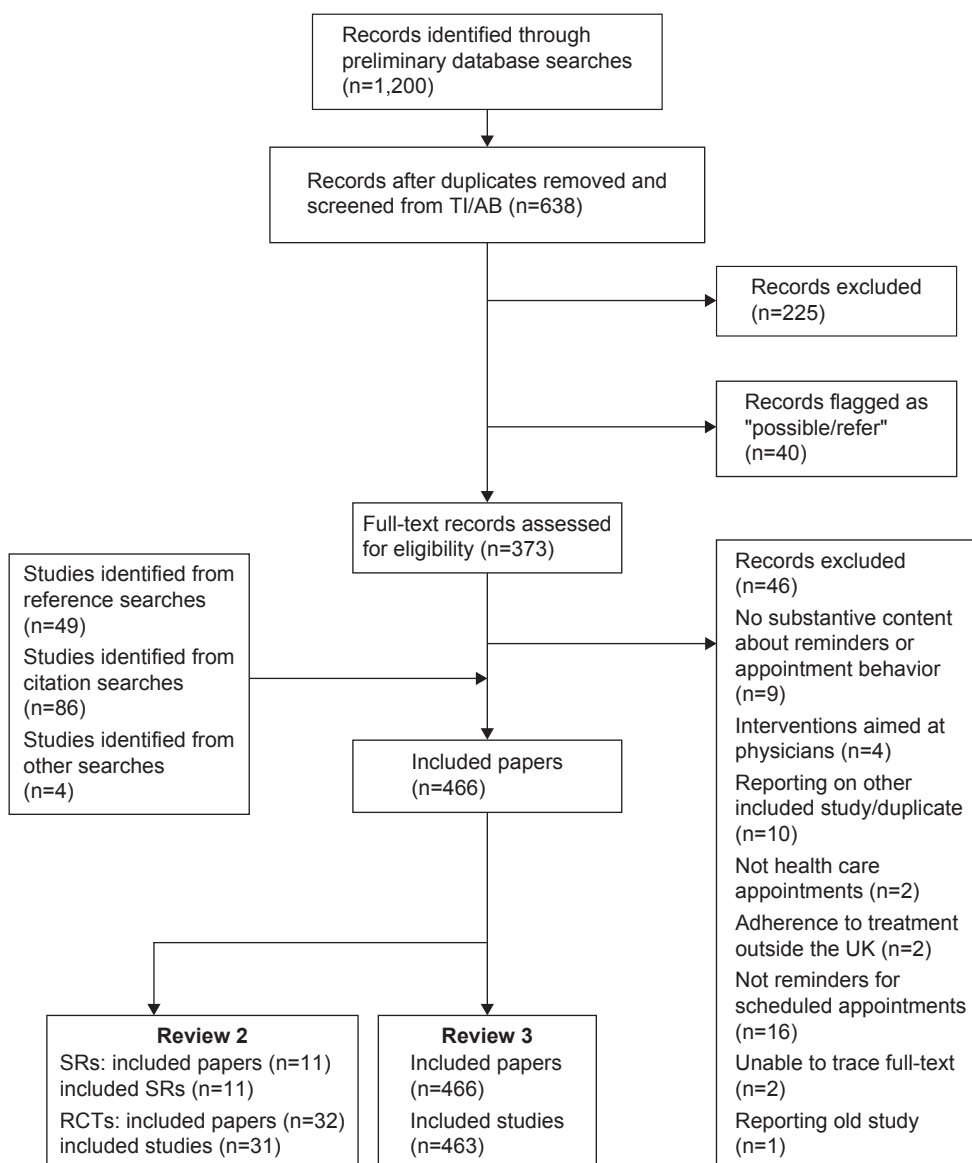 Records identified through
preliminary database searches
(n=1,200)
Records after duplicates removed and
screened from TI/AB (n=638)
Records excluded
(n=225)
Records flagged as
"possible/refer"
(n=40)
Full-text records assessed
for eligibility (n=373)
Studies identified from
reference searches
(n=49)
Studies identified from
citation searches
(n=86)
Studies identified from
other searches
(n=4)
Records excluded
(n=46)
No substantive content
about reminders or
appointment behavior
(n=9)
Interventions aimed at
physicians (n=4)
Reporting on other
included study/duplicate
(n=10)
Not health care
appointments (n=2)
Adherence to treatment
outside the UK (n=2)
Not reminders for
scheduled appointments
(n=16)
Unable to trace full-text
(n=2)
Reporting old study
(n=1)
Included papers
(n=466)
Review 2
SRs: included papers (n=11)
included SRs (n=11)
RCTs: included papers (n=32)
included studies (n=31)
Review 3
Included papers
(n=466)
Included studies
(n=463)